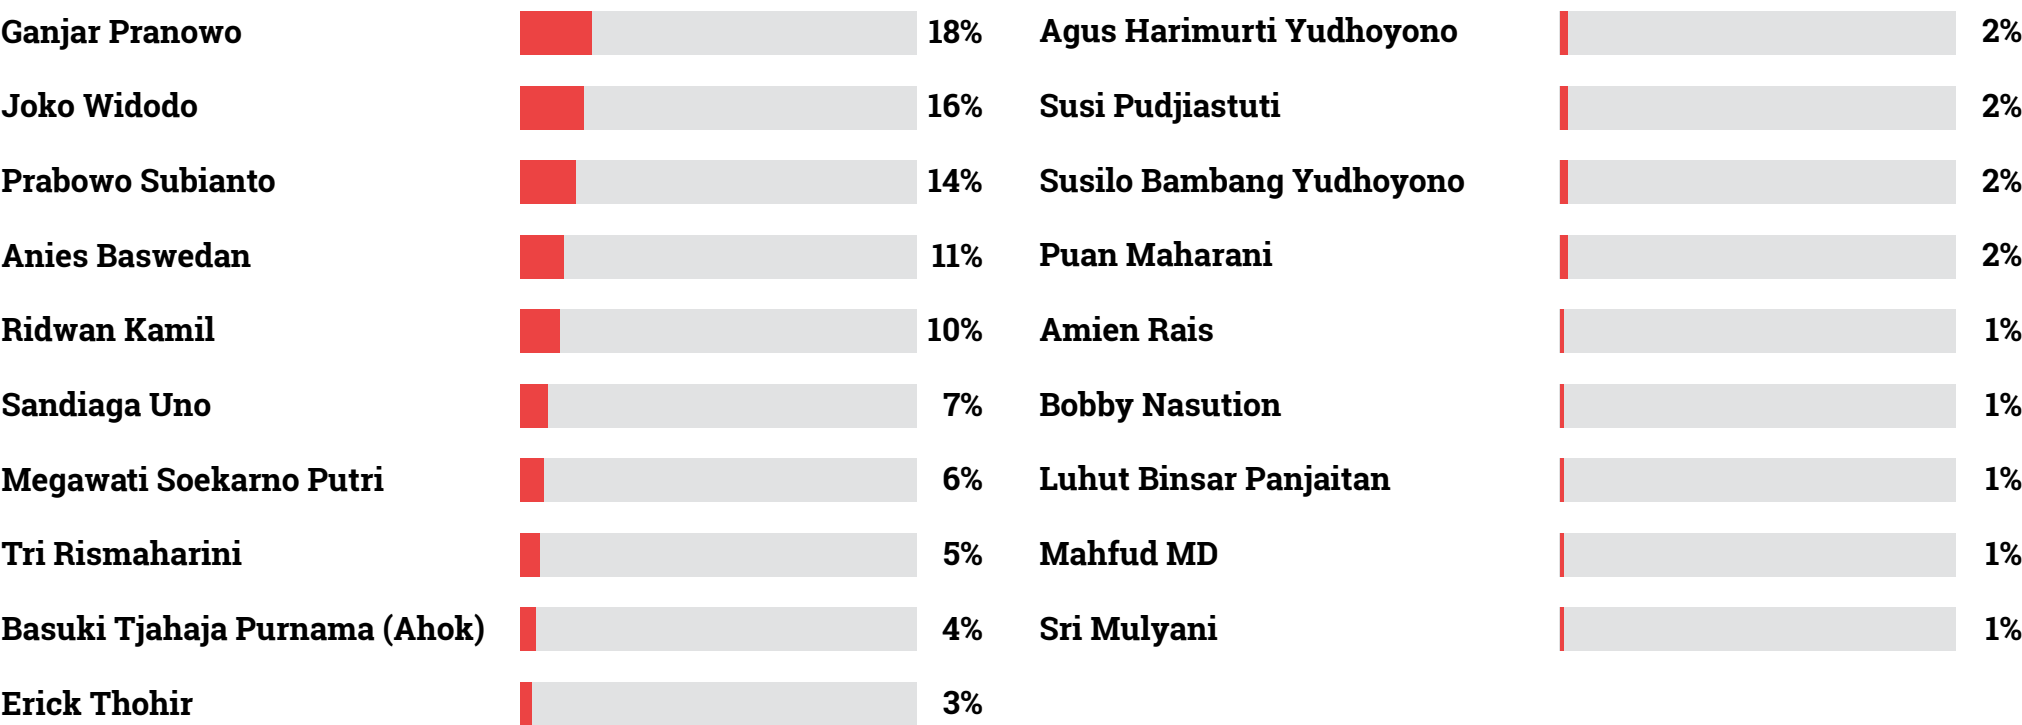 Ganjar Pranowo 18%
Joko Widodo 16%
Prabowo Subianto 14%
Anies Baswedan 11%
Ridwan Kamil 10%
Sandiaga Uno 7%
Megawati Soekarno Putri 6%
Tri Rismaharini 5%
Basuki Tjahaja Purnama (Ahok) 4%
Erick Thohir 3%
Agus Harimurti Yudhoyono 2%
Susi Pudjiastuti 2%
Susilo Bambang Yudhoyono 2%
Puan Maharani 2%
Amien Rais 1%
Bobby Nasution 1%
Luhut Binsar Panjaitan 1%
Mahfud MD 1%
Sri Mulyani 1%